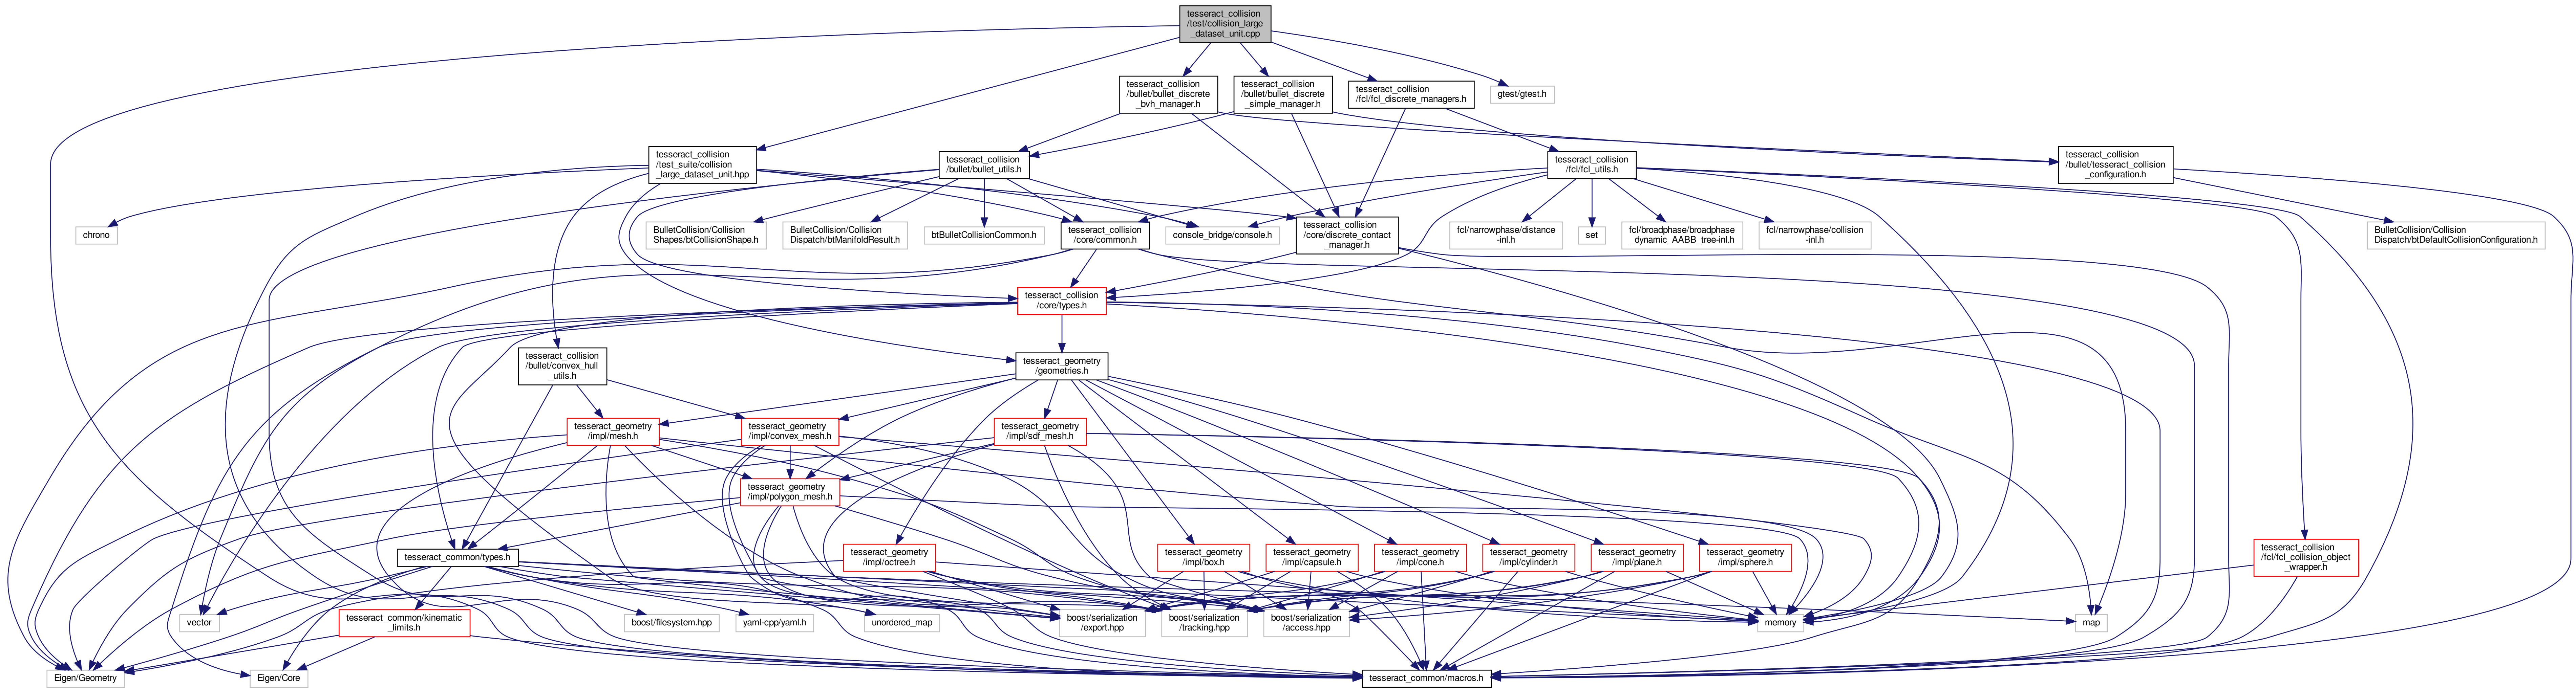 tesseract_collision
/test/collision_large
_dataset_unit.cpp
tesseract_collision
/bullet/bullet_discrete
_bvh_manager.h
tesseract_collision
/bullet/bullet_discrete
_simple_manager.h
tesseract_collision
/fcl/fcl_discrete_managers.h
gtest/gtest.h
tesseract_collision
/test_suite/collision
_large_dataset_unit.hpp
tesseract_collision
/bullet/bullet_utils.h
tesseract_collision
/fcl/fcl_utils.h
tesseract_collision
/bullet/tesseract_collision
_configuration.h
chrono
BulletCollision/Collision
Shapes/btCollisionShape.h
BulletCollision/Collision
Dispatch/btManifoldResult.h
btBulletCollisionCommon.h
tesseract_collision
/core/common.h
console_bridge/console.h
tesseract_collision
/core/discrete_contact
_manager.h
fcl/narrowphase/distance
-inl.h
set
fcl/broadphase/broadphase
_dynamic_AABB_tree-inl.h
fcl/narrowphase/collision
-inl.h
BulletCollision/Collision
Dispatch/btDefaultCollisionConfiguration.h
tesseract_collision
/core/types.h
tesseract_collision
/bullet/convex_hull
_utils.h
tesseract_geometry
/geometries.h
tesseract_geometry
/impl/mesh.h
tesseract_geometry
/impl/convex_mesh.h
tesseract_geometry
/impl/sdf_mesh.h
tesseract_geometry
/impl/polygon_mesh.h
tesseract_common/types.h
tesseract_geometry
/impl/octree.h
tesseract_geometry
/impl/box.h
tesseract_geometry
/impl/capsule.h
tesseract_geometry
/impl/cone.h
tesseract_geometry
/impl/cylinder.h
tesseract_geometry
/impl/plane.h
tesseract_geometry
/impl/sphere.h
tesseract_collision
/fcl/fcl_collision_object
_wrapper.h
vector
tesseract_common/kinematic
_limits.h
boost/filesystem.hpp
yaml-cpp/yaml.h
unordered_map
boost/serialization
/export.hpp
boost/serialization
/tracking.hpp
boost/serialization
/access.hpp
memory
map
Eigen/Geometry
Eigen/Core
tesseract_common/macros.h